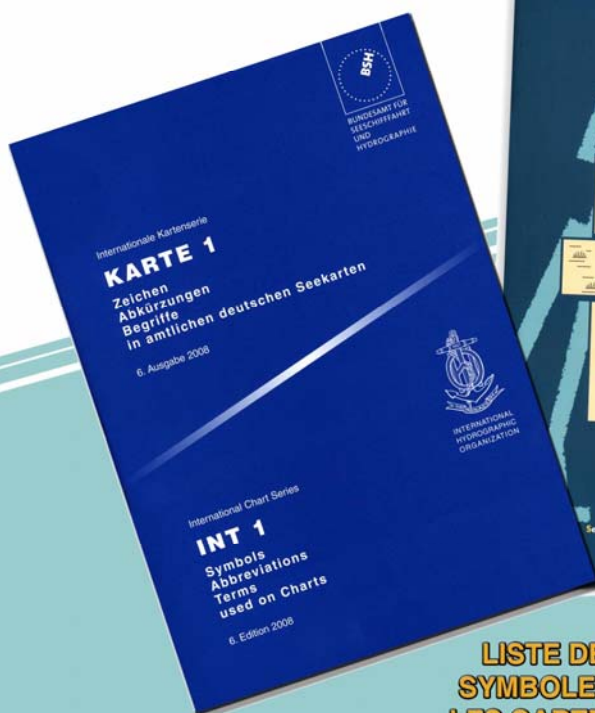 BSH
BUNDESAMT FÜR
SEESCHIFFFAHRT
UND
HYDROGRAPHIE
Internationale Kartenserie
KARTE 1
Zeichen
Abkürzungen
Begriffe
in amtlichen deutschen Seekarten
6. Ausgabe 2008
INTERNATIONAL
HYDROGRAPHIC
ORGANIZATION
International Chart Series
INT 1
Symbols
Abbreviations
Terms
used on Charts
6. Edition 2008
LISTE DE
SYMBOLE